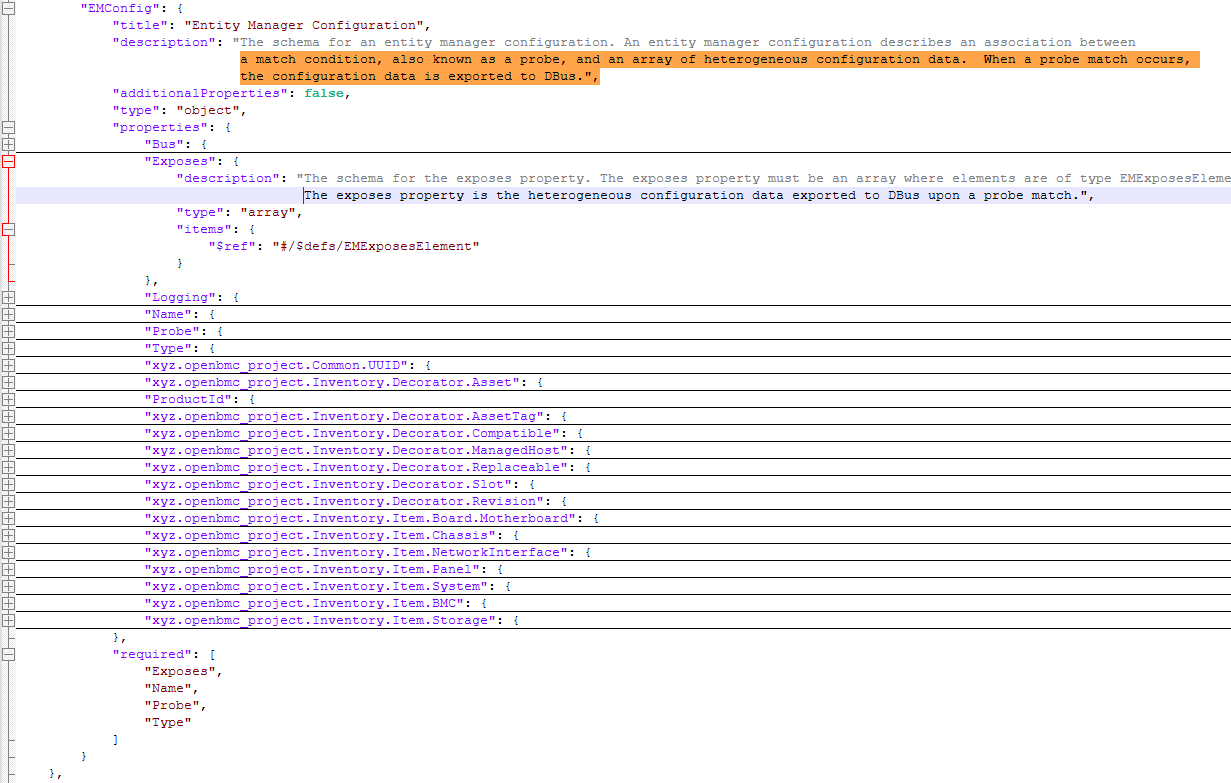 "EMConfig": {
"title": "Entity Manager Configuration",
"description": "The schema for an entity manager configuration. An entity manager configuration describes an association between
a match condition, also known as a probe, and an array of heterogeneous configuration data.  When a probe match occurs,
the configuration data is exported to DBus.",
"additionalProperties": false,
"type": "object",
"properties": {
"Bus": {
"Exposes": {
"description": "The schema for the exposes property. The exposes property must be an array where elements are of type EMExposesEleme
The exposes property is the heterogeneous configuration data exported to DBus upon a probe match.",
"type": "array",
"items": {
"$ref": "#/$defs/EMExposesElement"
}
},
"Logging": {
"Name": {
"Probe": {
"Type": {
"xyz.openbmc_project.Common.UUID": {
"xyz.openbmc_project.Inventory.Decorator.Asset": {
"ProductId": {
"xyz.openbmc_project.Inventory.Decorator.AssetTag": {
"xyz.openbmc_project.Inventory.Decorator.Compatible": {
"xyz.openbmc_project.Inventory.Decorator.ManagedHost": {
"xyz.openbmc_project.Inventory.Decorator.Replaceable": {
"xyz.openbmc_project.Inventory.Decorator.Slot": {
"xyz.openbmc_project.Inventory.Decorator.Revision": {
"xyz.openbmc_project.Inventory.Item.Board.Motherboard": {
"xyz.openbmc_project.Inventory.Item.Chassis": {
"xyz.openbmc_project.Inventory.Item.NetworkInterface": {
"xyz.openbmc_project.Inventory.Item.Panel": {
"xyz.openbmc_project.Inventory.Item.System": {
"xyz.openbmc_project.Inventory.Item.BMC": {
"xyz.openbmc_project.Inventory.Item.Storage": {
},
"required": [
"Exposes",
"Name",
"Probe",
"Type"
]
}
},